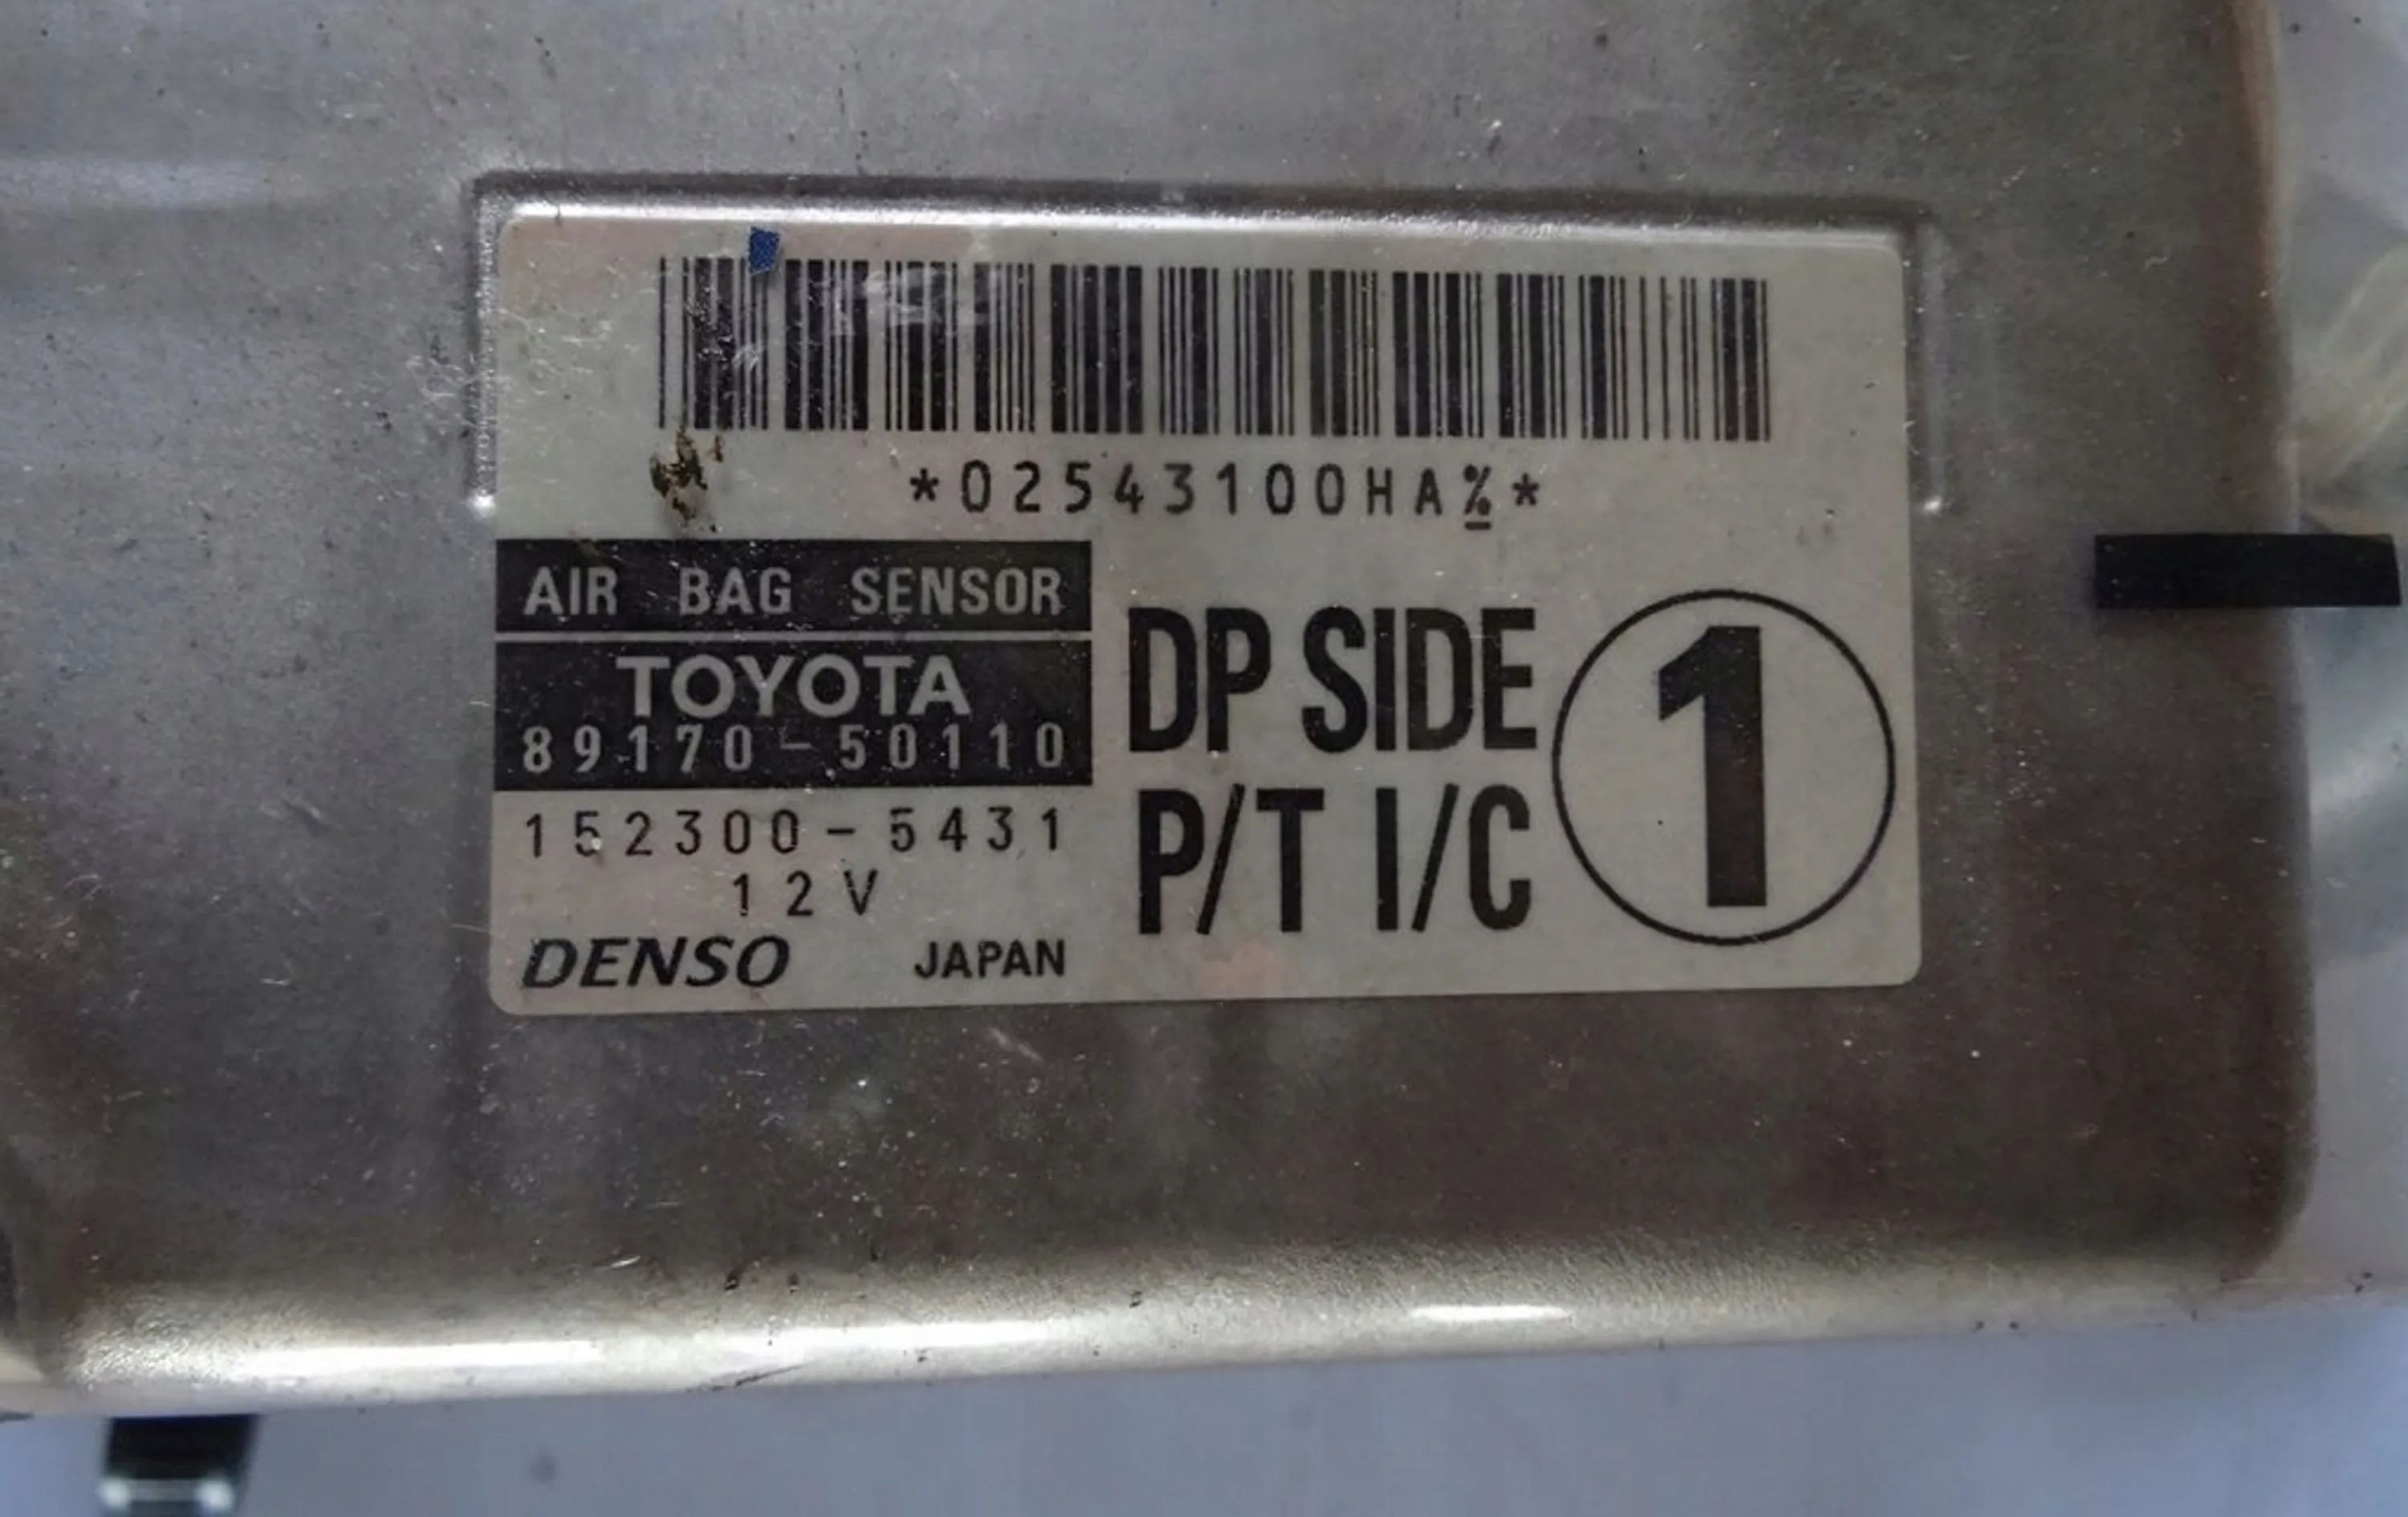 *02543100HA%*
AIR BAG SENSOR
TOYOTA
89170-50110
152300-5431
12V
DENSO JAPAN
DP SIDE
P/T I/C
1